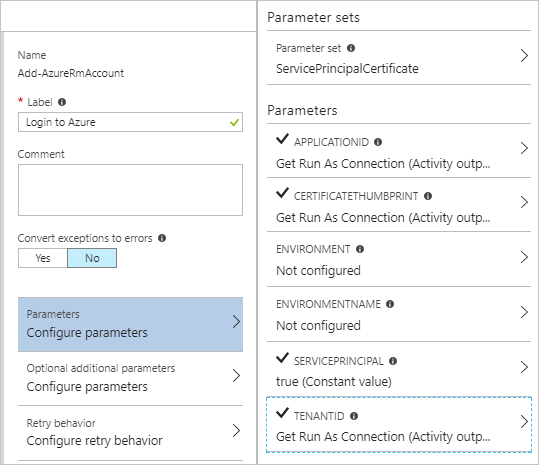 Name
Add-AzureRmAccount
* Label
Login to Azure
Comment
Convert exceptions to errors
Yes No
Parameters
Configure parameters
Optional additional parameters
Configure parameters
Retry behavior
Configure retry behavior
Parameter sets
Parameter set
ServicePrincipalCertificate
Parameters
APPLICATIONID
Get Run As Connection (Activity outp...
CERTIFICATETHUMBPRINT
Get Run As Connection (Activity outp...
ENVIRONMENT
Not configured
ENVIRONMENTNAME
Not configured
SERVICEPRINCIPAL
true (Constant value)
TENANTID
Get Run As Connection (Activity outp...